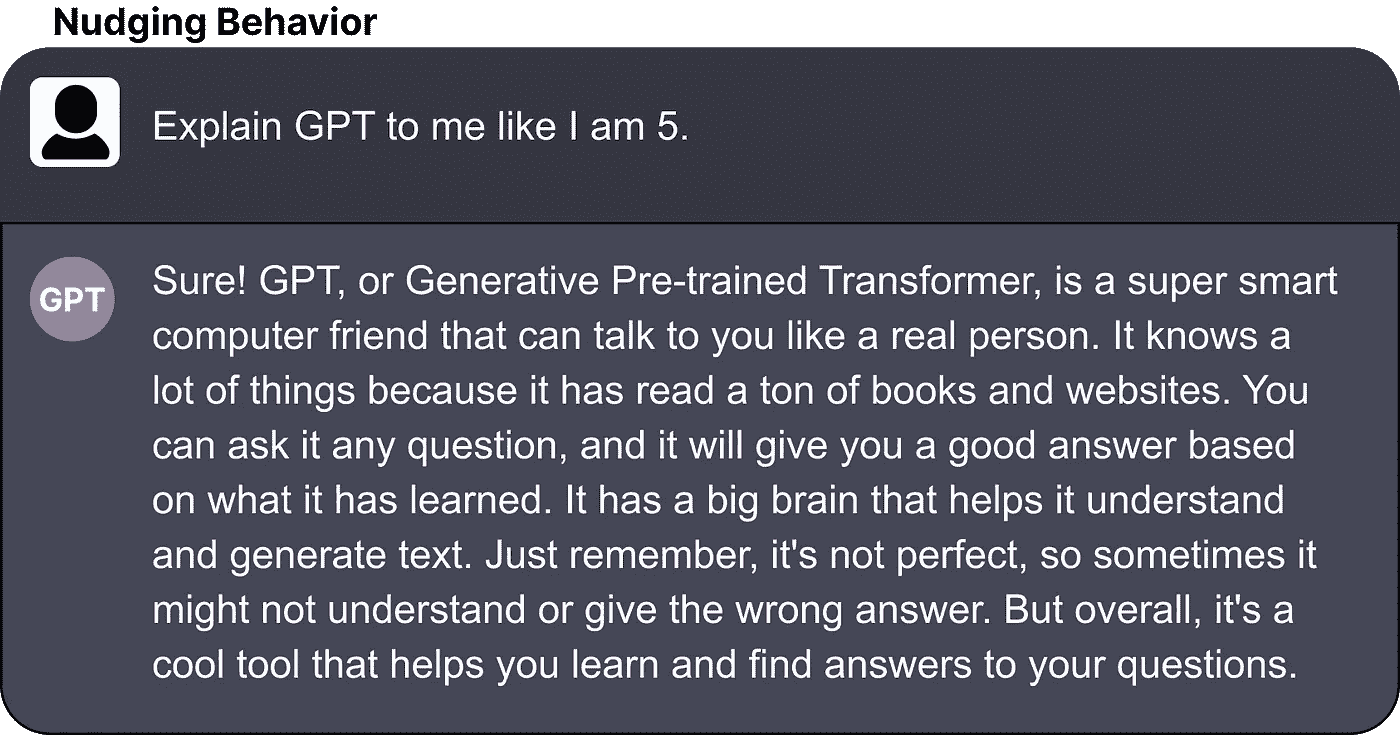 Nudging Behavior
Explain GPT to me like I am 5.
GPT
Sure! GPT, or Generative Pre-trained Transformer, is a super smart
computer friend that can talk to you like a real person. It knows a
lot of things because it has read a ton of books and websites. You
can ask it any question, and it will give you a good answer based
on what it has learned. It has a big brain that helps it understand
and generate text. Just remember, it's not perfect, so sometimes it
might not understand or give the wrong answer. But overall, it's a
cool tool that helps you learn and find answers to your questions.